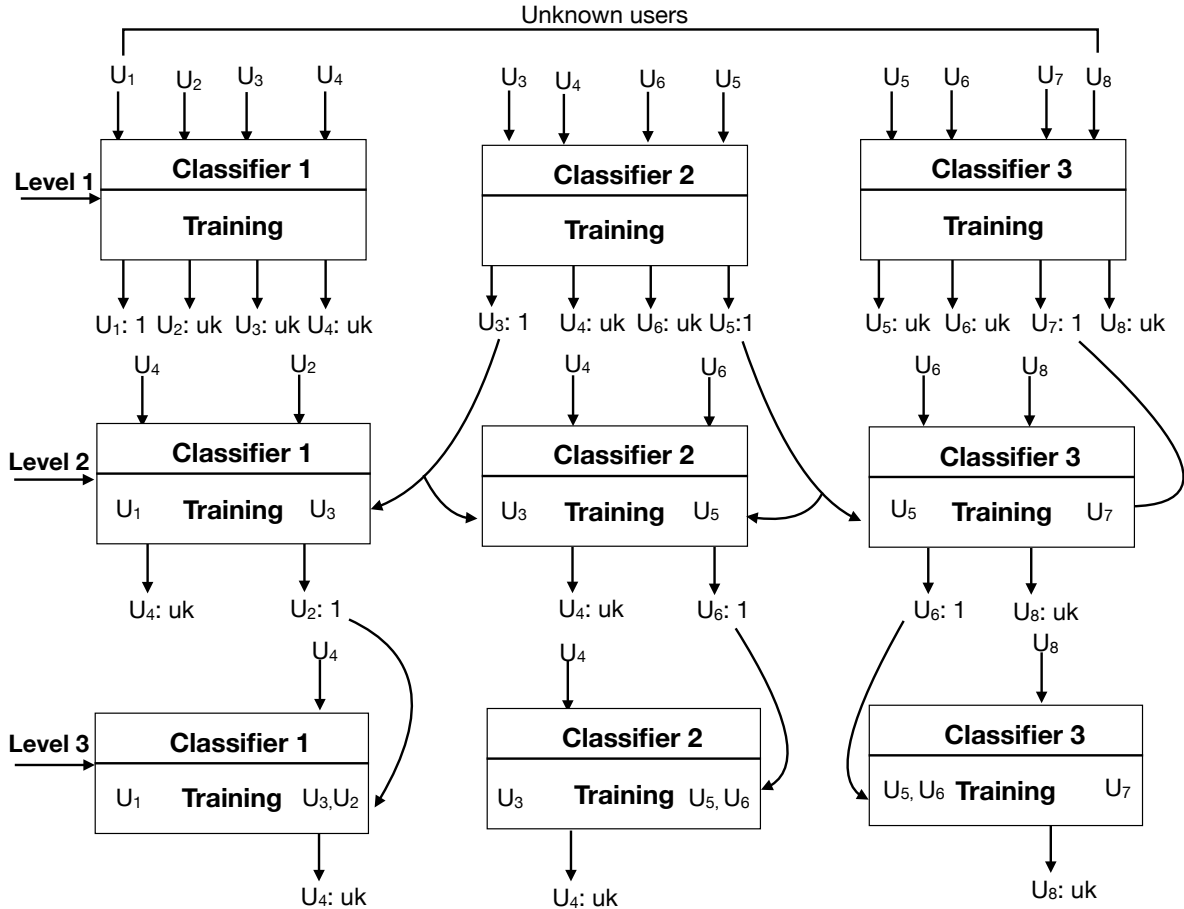 Unknown users
U₁ U₂ U₃ U₄ U₃ U₄ U₆ U₅ U₅ U₆ U₇ U₈
Classifier 1 Classifier 2 Classifier 3
Level 1
Training Training Training
U₁: 1 U₂: uk U₃: uk U₄: uk U₃: 1 U₄: uk U₆: uk U₅:1 U₅: uk U₆: uk U₇: 1 U₈: uk
U₄ U₂ U₄ U₆ U₆ U₈
Classifier 1 Classifier 2 Classifier 3
Level 2
U₁ Training U₃ U₃ Training U₅ U₅ Training U₇
U₄: uk U₂: 1 U₄: uk U₆: 1 U₆: 1 U₈: uk
U₄ U₄ U₈
Classifier 1 Classifier 2 Classifier 3
Level 3
U₁ Training U₃,U₂ U₃ Training U₅, U₆ U₅, U₆ Training U₇
U₄: uk U₄: uk U₈: uk